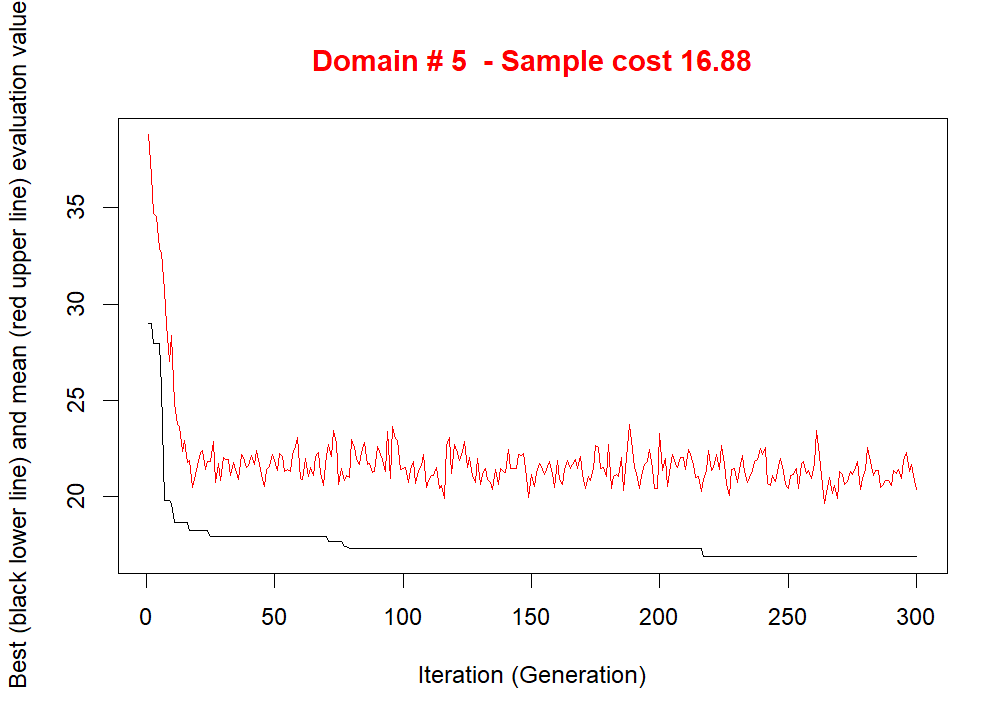 Domain # 5  - Sample cost 16.88
Best (black lower line) and mean (red upper line) evaluation value
35
30
25
20
0 50 100 150 200 250 300
Iteration (Generation)